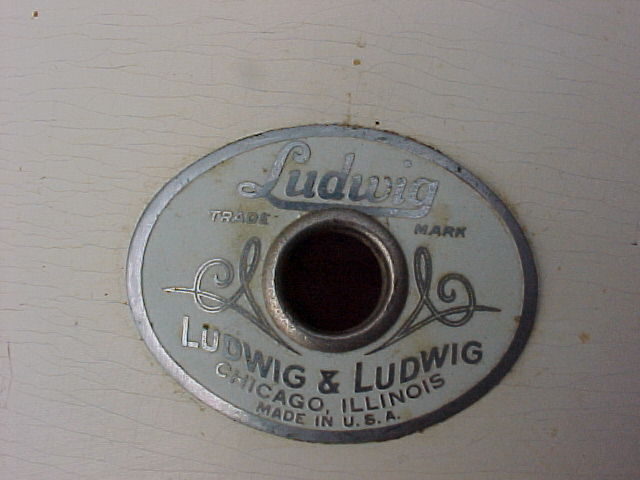 Ludwig
TRADE MARK
LUDWIG & LUDWIG
CHICAGO, ILLINOIS
MADE IN U.S.A.